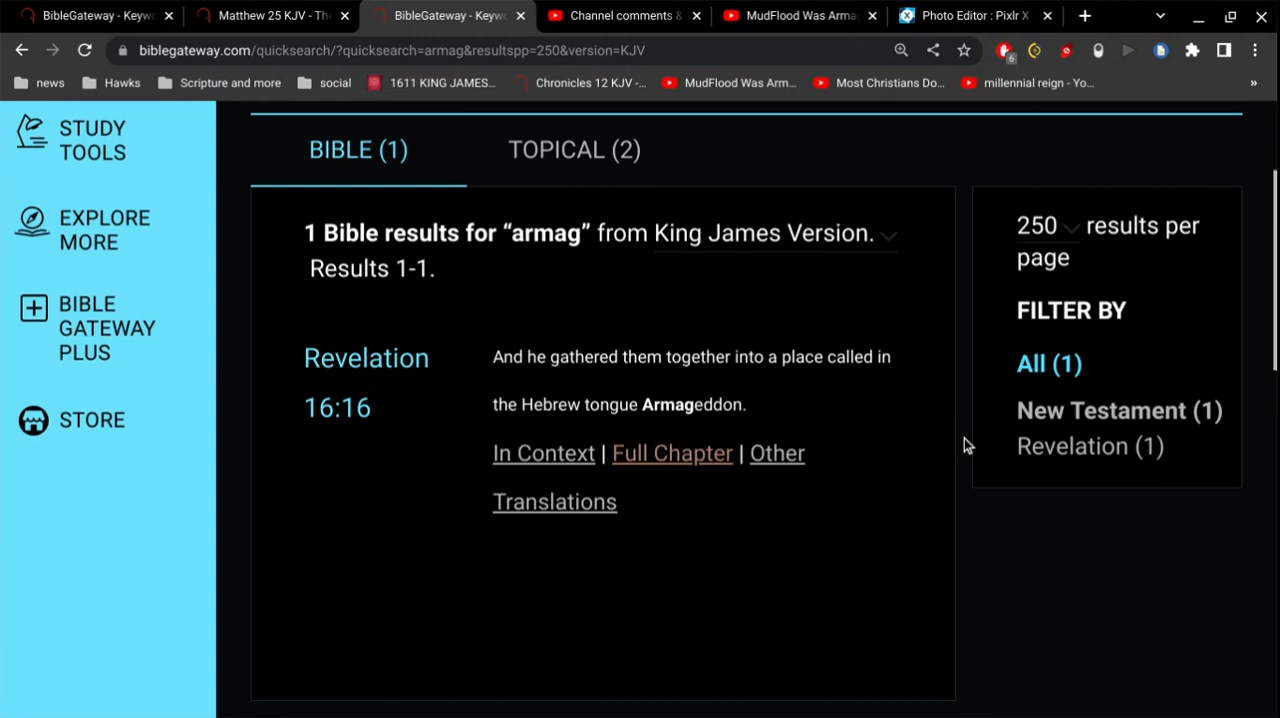 BibleGateway - Keywo
Matthew 25 KJV - The
BibleGateway - Keywo
Channel comments &
MudFlood Was Arma
Photo Editor : Pixlr X
biblegateway.com/quicksearch/?quicksearch=armag&resultspp=250&version=KJV
6
news
Hawks
Scripture and more
social
1611 KING JAMES...
Chronicles 12 KJV -...
MudFlood Was Arm...
Most Christians Do...
millennial reign - Yo...
»
STUDY
TOOLS
EXPLORE
MORE
BIBLE
GATEWAY
PLUS
STORE
BIBLE (1)
TOPICAL (2)
1 Bible results for “armag” from King James Version.
Results 1-1.
Revelation
16:16
And he gathered them together into a place called in
the Hebrew tongue Armageddon.
In Context | Full Chapter | Other
Translations
250 results per
page
FILTER BY
All (1)
New Testament (1)
Revelation (1)